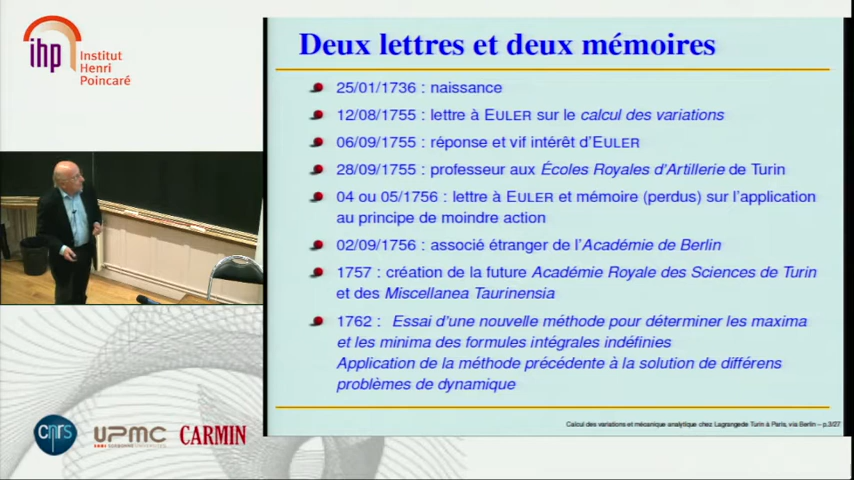 ihp
Institut
Henri
Poincaré
Deux lettres et deux mémoires
25/01/1736 : naissance
12/08/1755 : lettre à EULER sur le calcul des variations
06/09/1755 : réponse et vif intérêt d'EULER
28/09/1755 : professeur aux Écoles Royales d'Artillerie de Turin
04 ou 05/1756 : lettre à EULER et mémoire (perdus) sur l'application
au principe de moindre action
02/09/1756 : associé étranger de l'Académie de Berlin
1757 : création de la future Académie Royale des Sciences de Turin
et des Miscellanea Taurinensia
1762 : Essai d'une nouvelle méthode pour déterminer les maxima
et les minima des formules intégrales indéfinies
Application de la méthode précédente à la solution de différens
problèmes de dynamique
Calcul des variations et mécanique analytique chez Lagrangede Turin à Paris, via Berlin – p.3/27
cnrs
UPMC
CARMIN